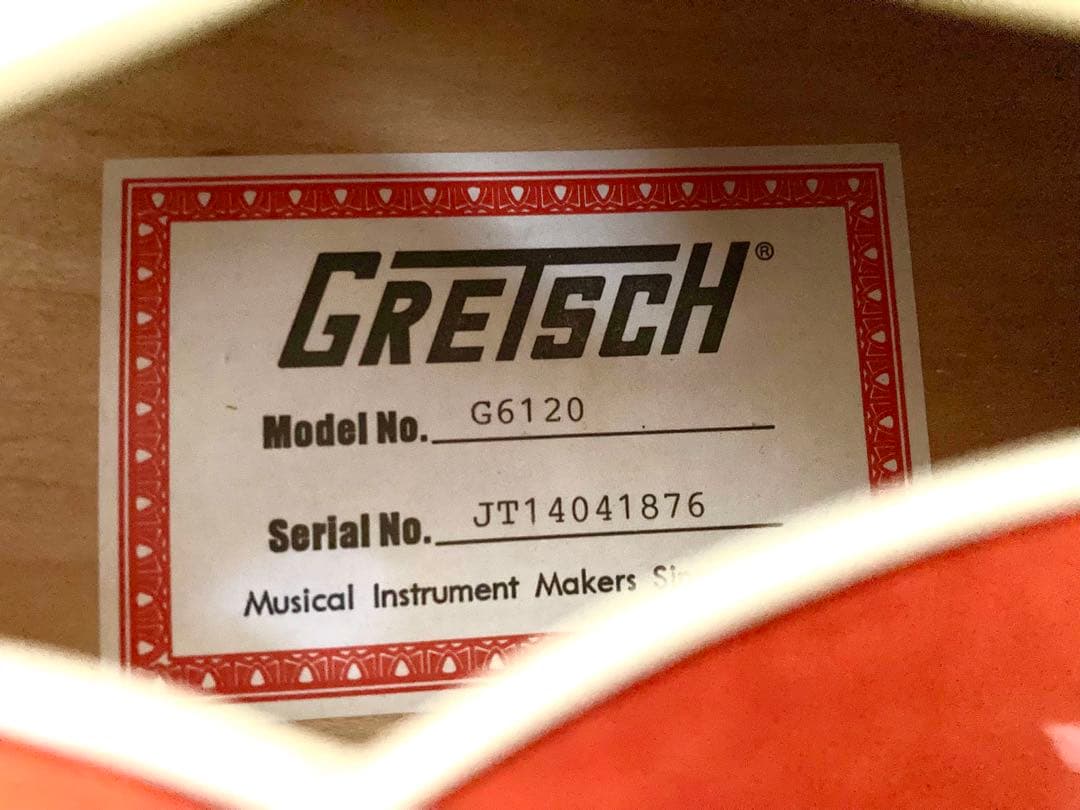 GRETSCH®
Model No. G6120
Serial No. JT14041876
Musical Instrument Makers